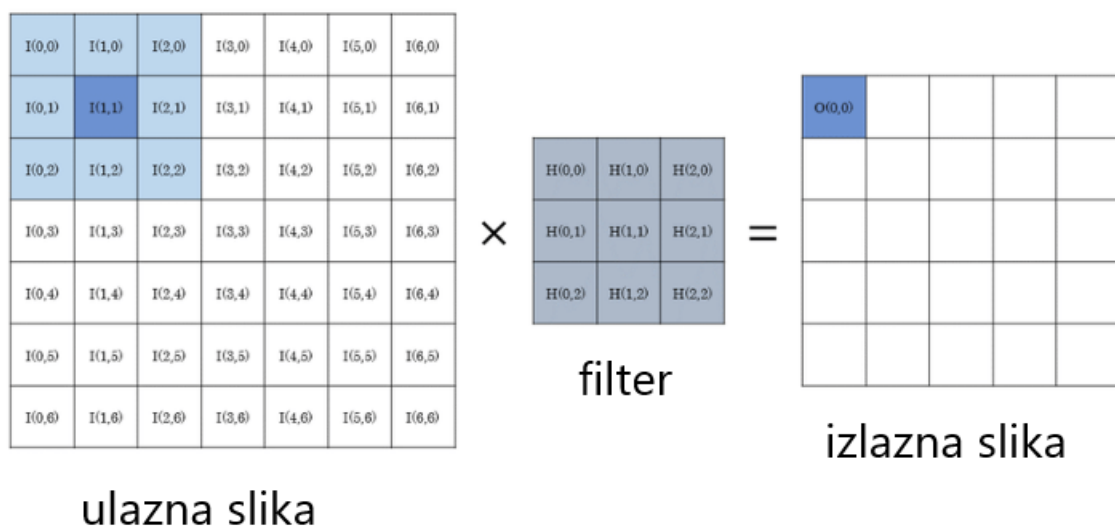 I(0,0) I(1,0) I(2,0) I(3,0) I(4,0) I(5,0) I(6,0)
I(0,1) I(1,1) I(2,1) I(3,1) I(4,1) I(5,1) I(6,1)
I(0,2) I(1,2) I(2,2) I(3,2) I(4,2) I(5,2) I(6,2)
I(0,3) I(1,3) I(2,3) I(3,3) I(4,3) I(5,3) I(6,3)
I(0,4) I(1,4) I(2,4) I(3,4) I(4,4) I(5,4) I(6,4)
I(0,5) I(1,5) I(2,5) I(3,5) I(4,5) I(5,5) I(6,5)
I(0,6) I(1,6) I(2,6) I(3,6) I(4,6) I(5,6) I(6,6)
ulazna slika
×
H(0,0) H(1,0) H(2,0)
H(0,1) H(1,1) H(2,1)
H(0,2) H(1,2) H(2,2)
filter
=
O(0,0)
izlazna slika